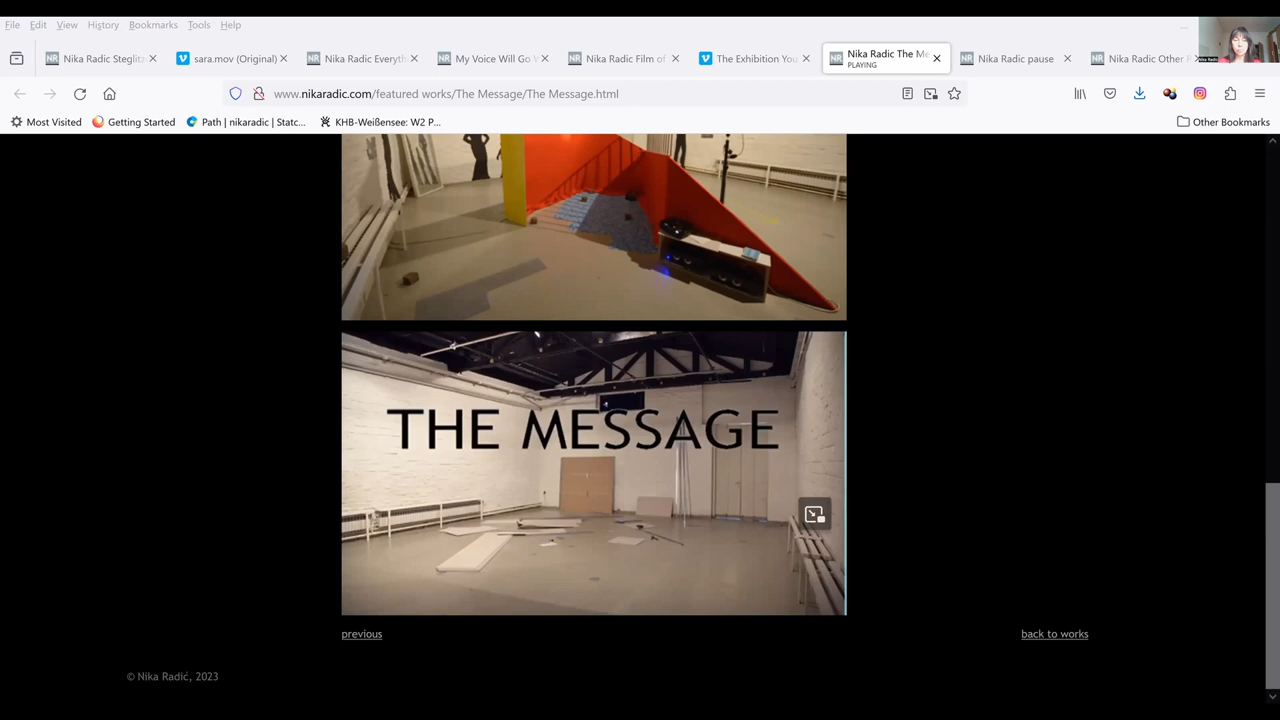 File Edit View History Bookmarks Tools Help
Nika Radic Steglitz
sara.mov (Original)
Nika Radic Everyth
My Voice Will Go V
Nika Radic Film of
The Exhibition You
Nika Radic The Me
PLAYING
Nika Radic pause
Nika Radic Other P
www.nikaradic.com/featured works/The Message/The Message.html
Most Visited Getting Started Path | nikaradic | Statc... KHB-Weißensee: W2 P... Other Bookmarks
THE MESSAGE
previous back to works
© Nika Radić, 2023